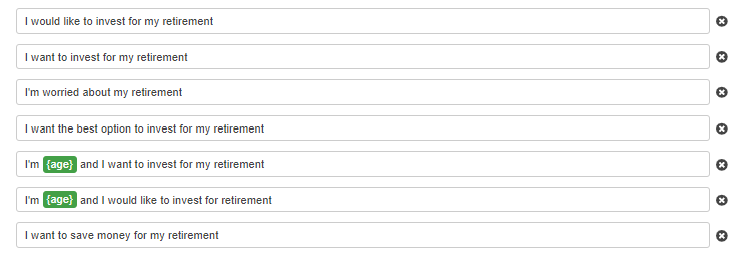 I would like to invest for my retirement
I want to invest for my retirement
I'm worried about my retirement
I want the best option to invest for my retirement
I'm {age} and I want to invest for my retirement
I'm {age} and I would like to invest for retirement
I want to save money for my retirement